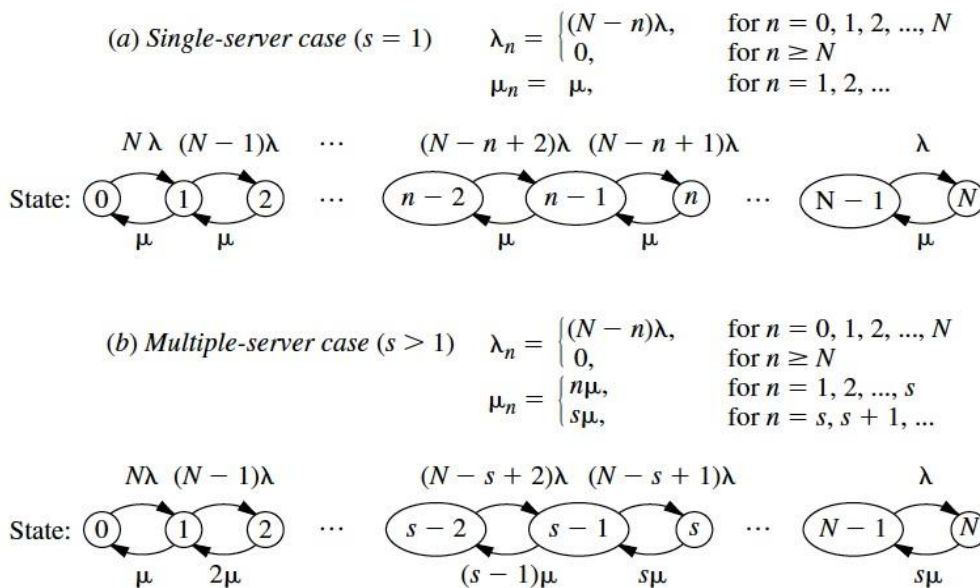 (a) Single-server case (s = 1) λn = {(N − n)λ, for n = 0, 1, 2, ..., N
0, for n ≥ N
μn = μ, for n = 1, 2, ...
N λ (N − 1)λ ... (N − n + 2)λ (N − n + 1)λ λ
State: 0 1 2 ... n − 2 n − 1 n ... N − 1 N
μ μ μ μ μ
(b) Multiple-server case (s > 1) λn = {(N − n)λ, for n = 0, 1, 2, ..., N
0, for n ≥ N
μn = {nμ, for n = 1, 2, ..., s
sμ, for n = s, s + 1, ...
Nλ (N − 1)λ (N − s + 2)λ (N − s + 1)λ λ
State: 0 1 2 ... s − 2 s − 1 s ... N − 1 N
μ 2μ (s − 1)μ sμ sμ